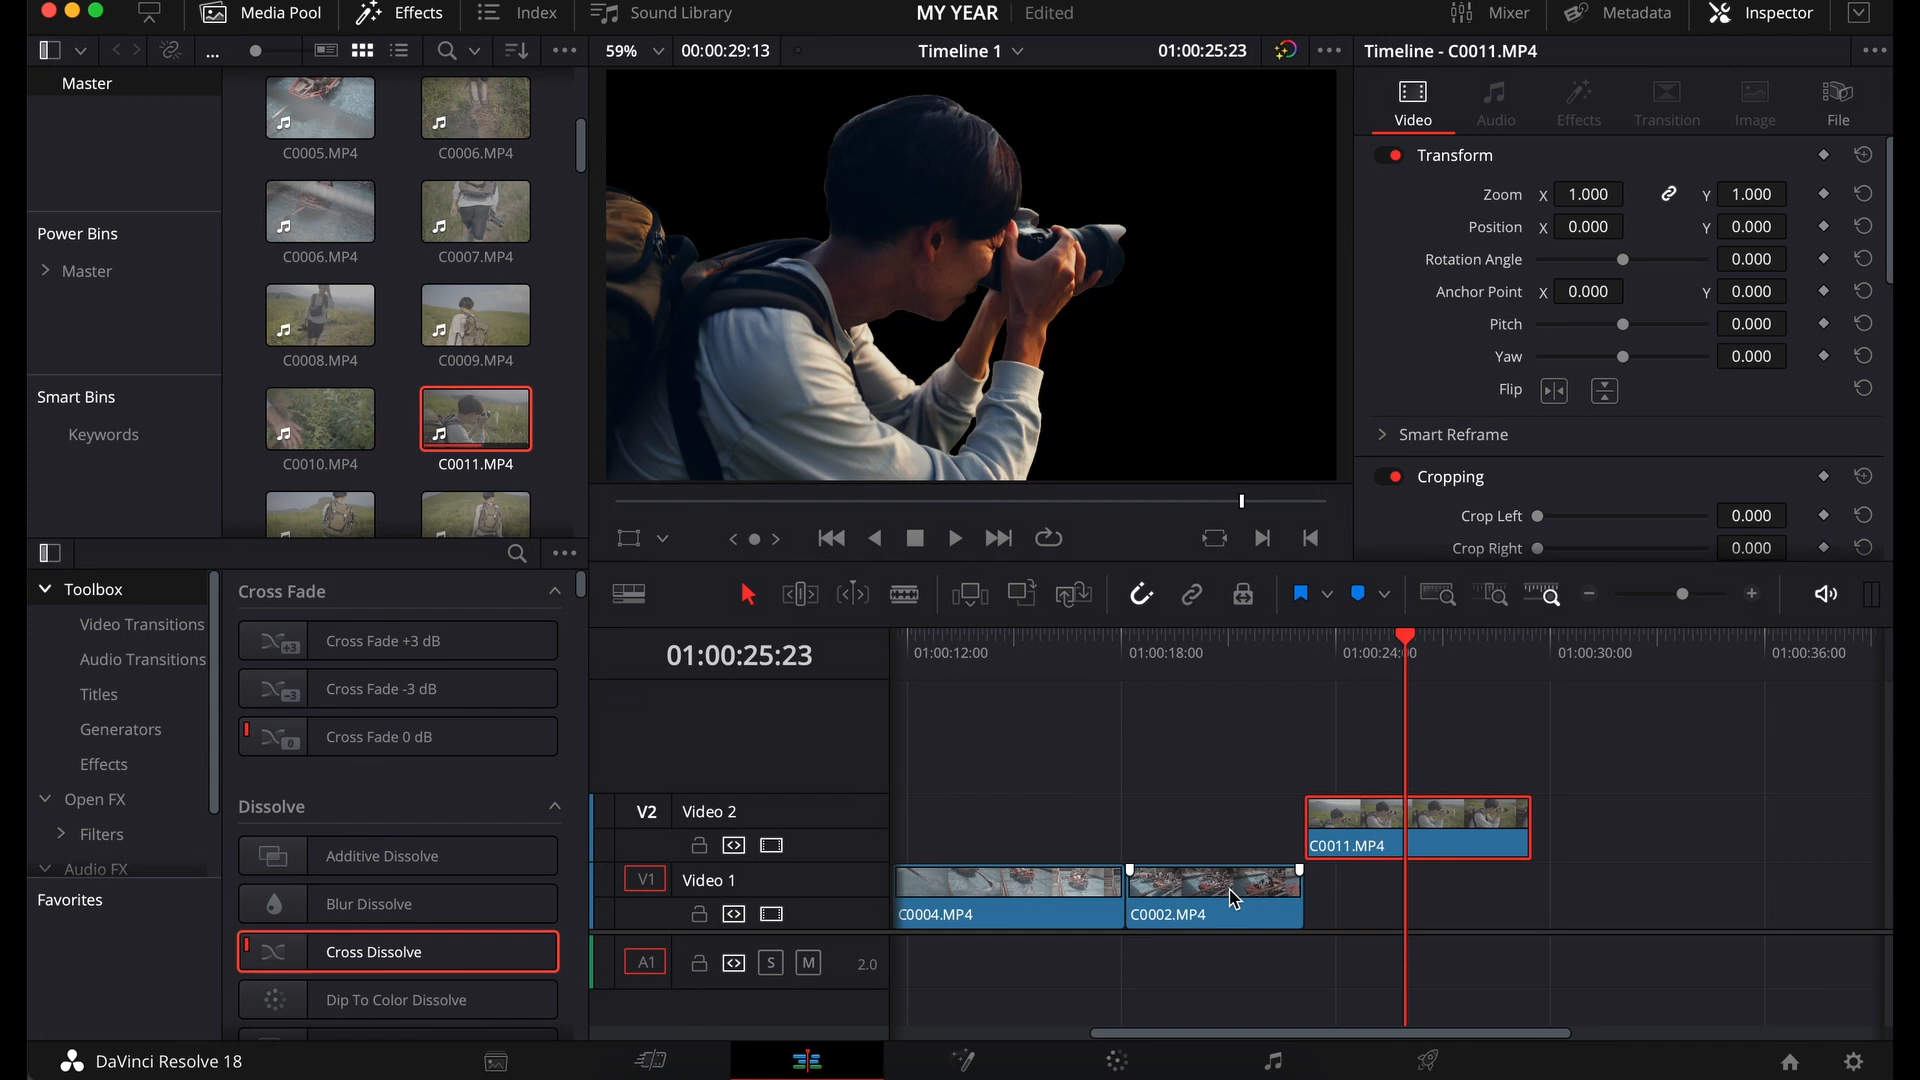 Media Pool
Effects
Index
Sound Library
MY YEAR
Edited
Mixer
Metadata
Inspector
...
59%
00:00:29:13
Timeline 1
01:00:25:23
Timeline - C0011.MP4
Master
C0005.MP4
C0006.MP4
Video
Audio
Effects
Transition
Image
File
Transform
C0006.MP4
C0007.MP4
Zoom X 1.000 Y 1.000
Position X 0.000 Y 0.000
Rotation Angle 0.000
Anchor Point X 0.000 Y 0.000
Pitch 0.000
Yaw 0.000
Flip
Power Bins
Master
C0008.MP4
C0009.MP4
Smart Bins
Keywords
C0010.MP4
C0011.MP4
Smart Reframe
Cropping
Crop Left 0.000
Crop Right 0.000
Toolbox
Video Transitions
Audio Transitions
Titles
Generators
Effects
Open FX
Filters
Audio FX
Favorites
Cross Fade
+3 Cross Fade +3 dB
-3 Cross Fade -3 dB
0 Cross Fade 0 dB
Dissolve
Additive Dissolve
Blur Dissolve
Cross Dissolve
Dip To Color Dissolve
01:00:25:23
01:00:12:00
01:00:18:00
01:00:24:00
01:00:30:00
01:00:36:00
V2 Video 2
C0011.MP4
V1 Video 1
C0004.MP4
C0002.MP4
A1 S M 2.0
DaVinci Resolve 18